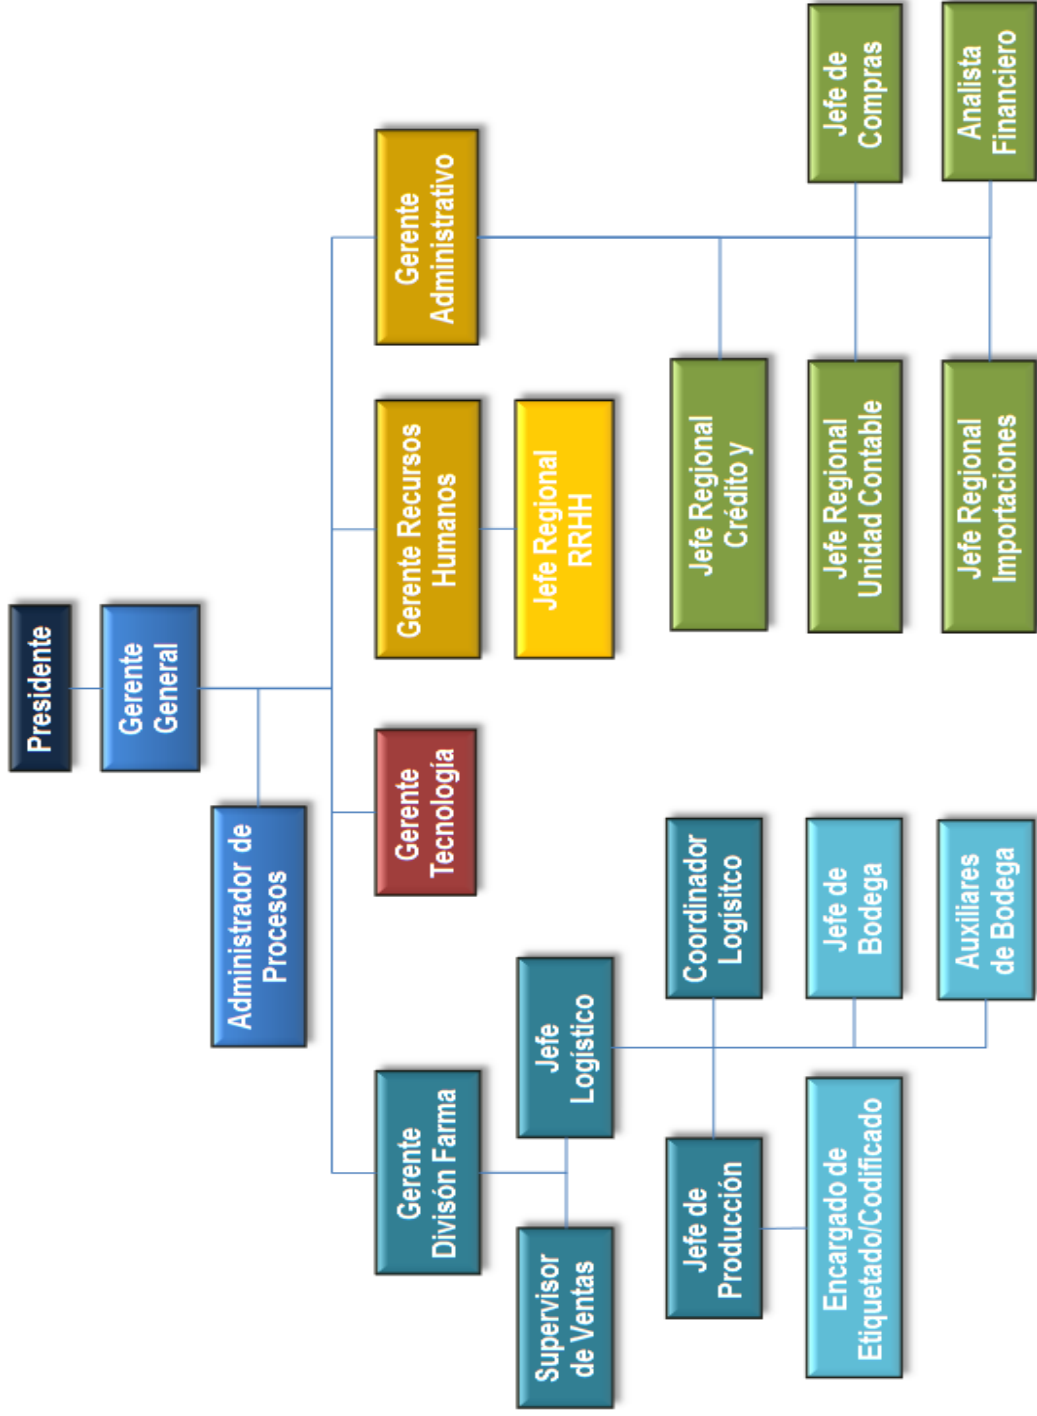 Presidente
Gerente
General
Administrador de
Procesos
Gerente
Divisón Farma
Gerente
Tecnología
Gerente Recursos
Humanos
Gerente
Administrativo
Supervisor
de Ventas
Jefe
Logístico
Jefe Regional
RRHH
Jefe de
Producción
Coordinador
Logísitco
Jefe Regional
Crédito y
Encargado de
Etiquetado/Codificado
Jefe de
Bodega
Jefe Regional
Unidad Contable
Jefe de
Compras
Auxiliares
de Bodega
Jefe Regional
Importaciones
Analista
Financiero